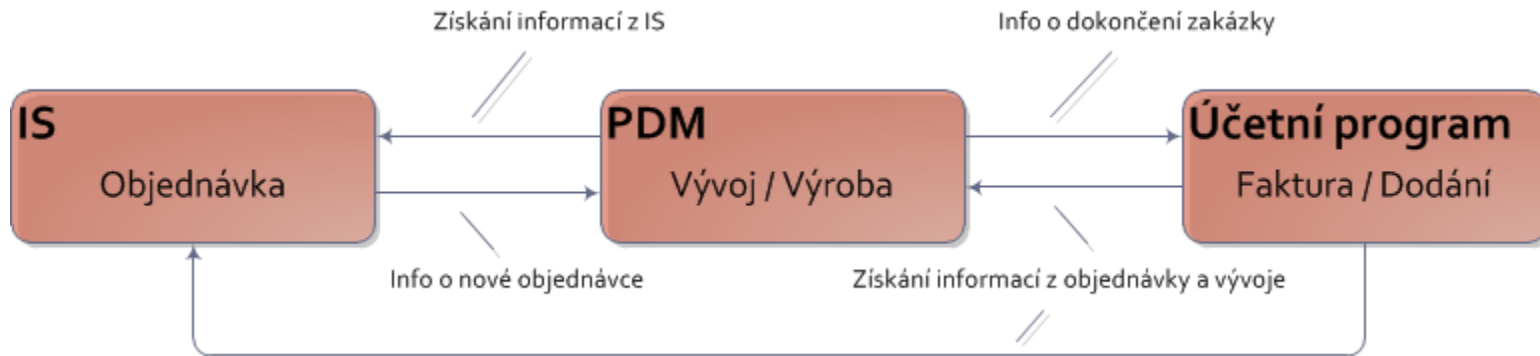 Získání informací z IS
Info o dokončení zakázky
IS
Objednávka
PDM
Vývoj / Výroba
Účetní program
Faktura / Dodání
Info o nové objednávce
Získání informací z objednávky a vývoje